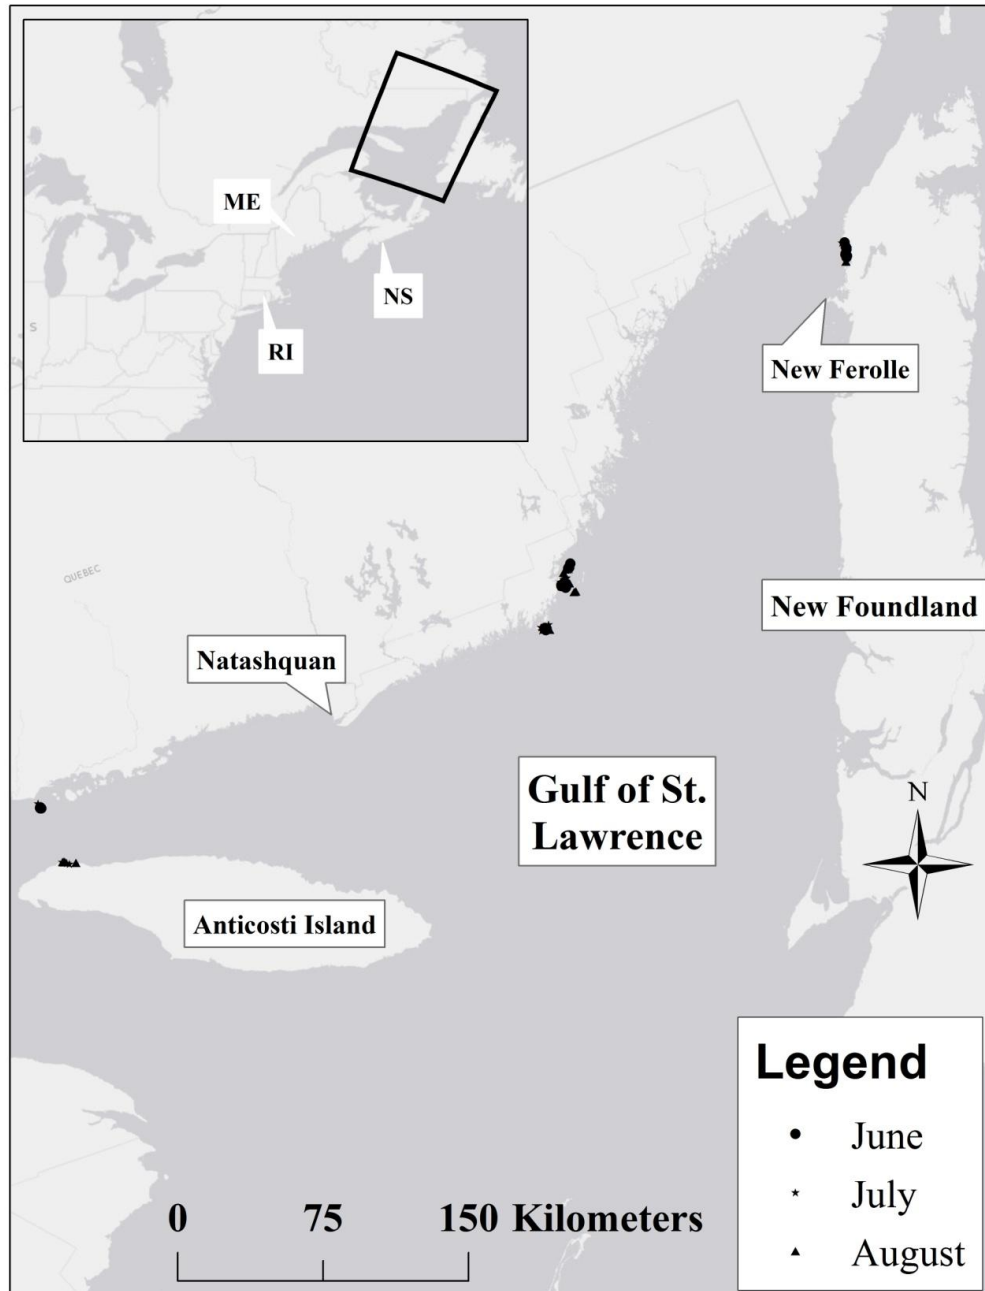 ME
NS
RI
S
New Ferolle
QUEBEC
New Foundland
Natashquan
Gulf of St.
Lawrence
N
Anticosti Island
Legend
June
July
August
0 75 150 Kilometers